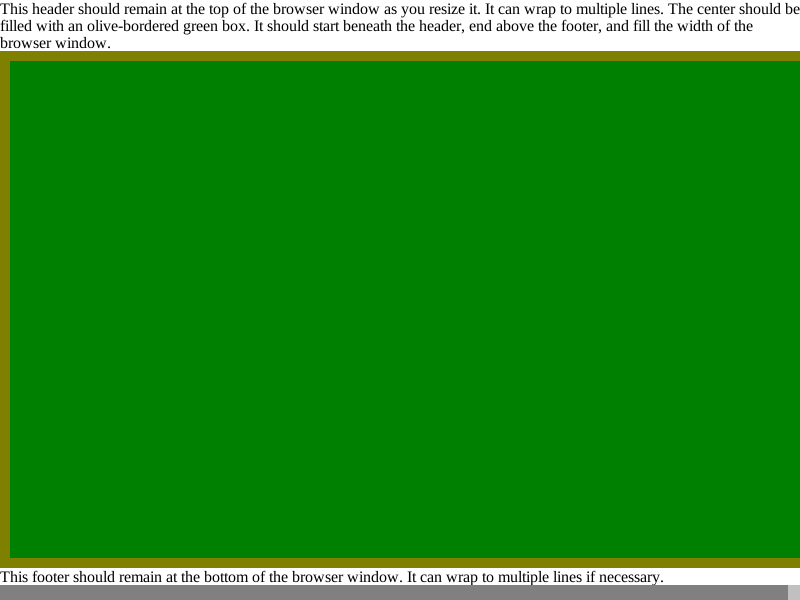 This header should remain at the top of the browser window as you resize it. It can wrap to multiple lines. The center should be
filled with an olive-bordered green box. It should start beneath the header, end above the footer, and fill the width of the
browser window.
This footer should remain at the bottom of the browser window. It can wrap to multiple lines if necessary.